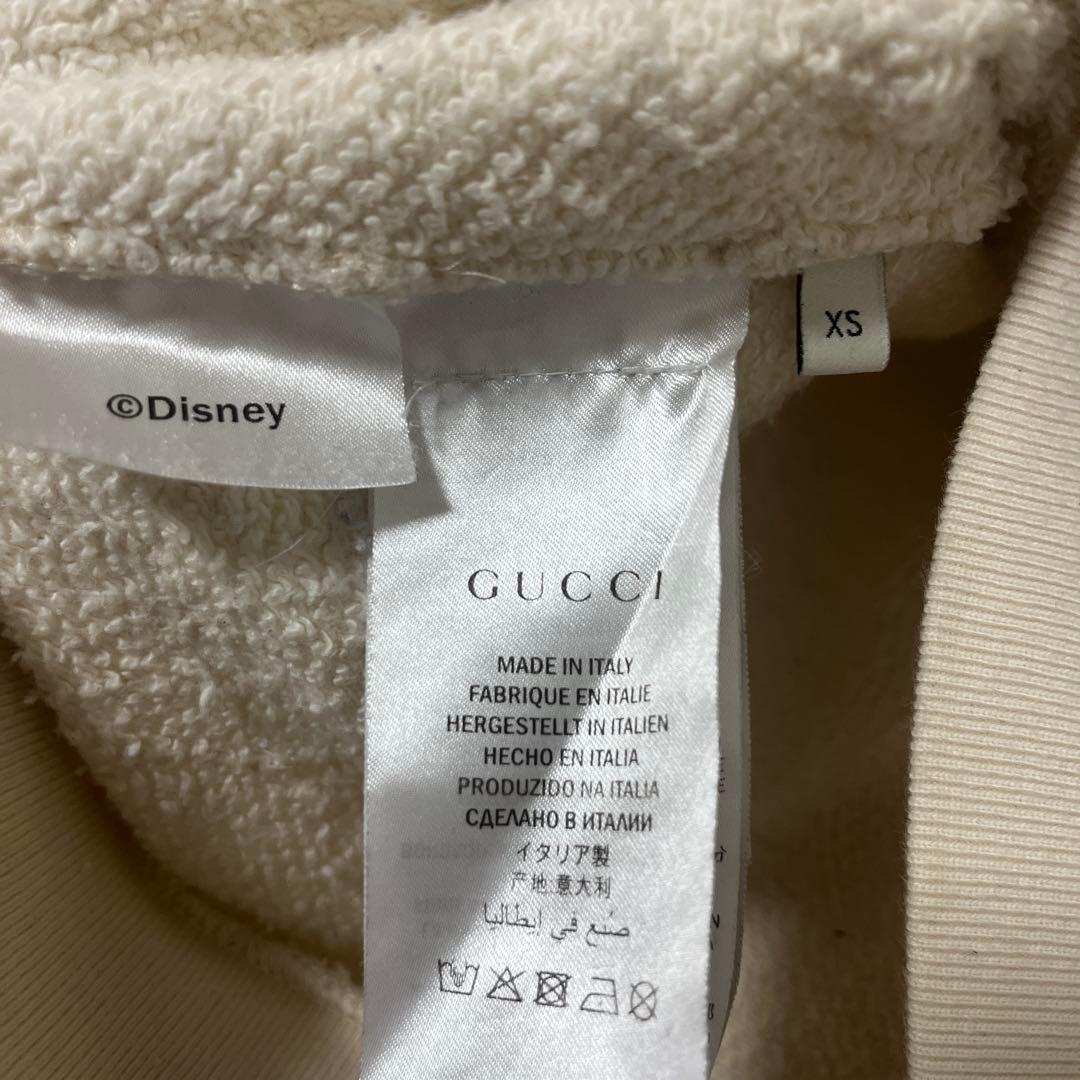 XS
©Disney
GUCCI
MADE IN ITALY
FABRIQUE EN ITALIE
HERGESTELLT IN ITALIEN
HECHO EN ITALIA
PRODUZIDO NA ITALIA
СДЕЛАНО В ИТАЛИИ
イタリア製
产地:意大利
صنع في إيطاليا